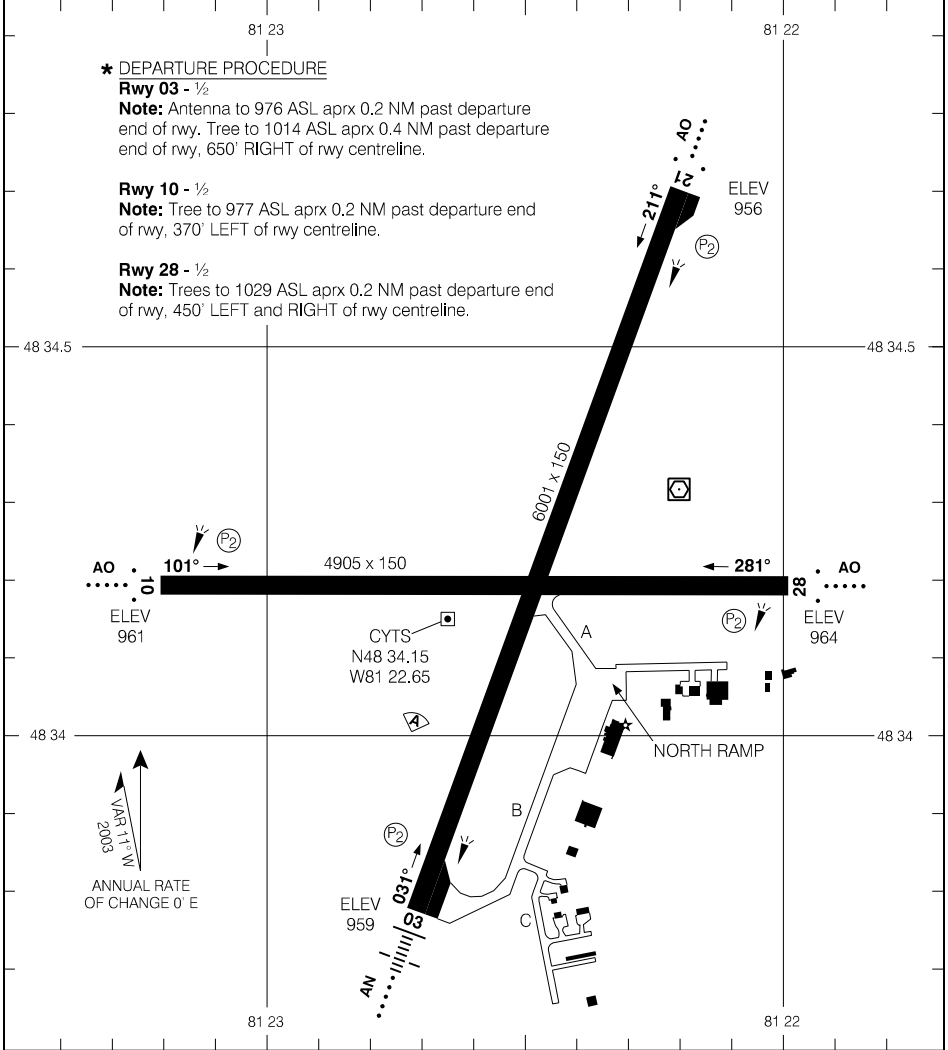 81 23
81 22
* DEPARTURE PROCEDURE
Rwy 03 - ½
Note: Antenna to 976 ASL aprx 0.2 NM past departure
end of rwy. Tree to 1014 ASL aprx 0.4 NM past departure
end of rwy, 650' RIGHT of rwy centreline.
Rwy 10 - ½
Note: Tree to 977 ASL aprx 0.2 NM past departure end
of rwy, 370' LEFT of rwy centreline.
Rwy 28 - ½
Note: Trees to 1029 ASL aprx 0.2 NM past departure end
of rwy, 450' LEFT and RIGHT of rwy centreline.
AO
21
211°
ELEV
956
P2
48 34.5
48 34.5
6001 x 150
P2
AO
101°
4905 x 150
281°
AO
10
28
ELEV
961
ELEV
964
P2
CYTS
N48 34.15
W81 22.65
A
A
48 34
48 34
NORTH RAMP
VAR 11° W
2003
B
P2
ANNUAL RATE
OF CHANGE 0' E
031°
ELEV
959
03
C
AN
81 23
81 22